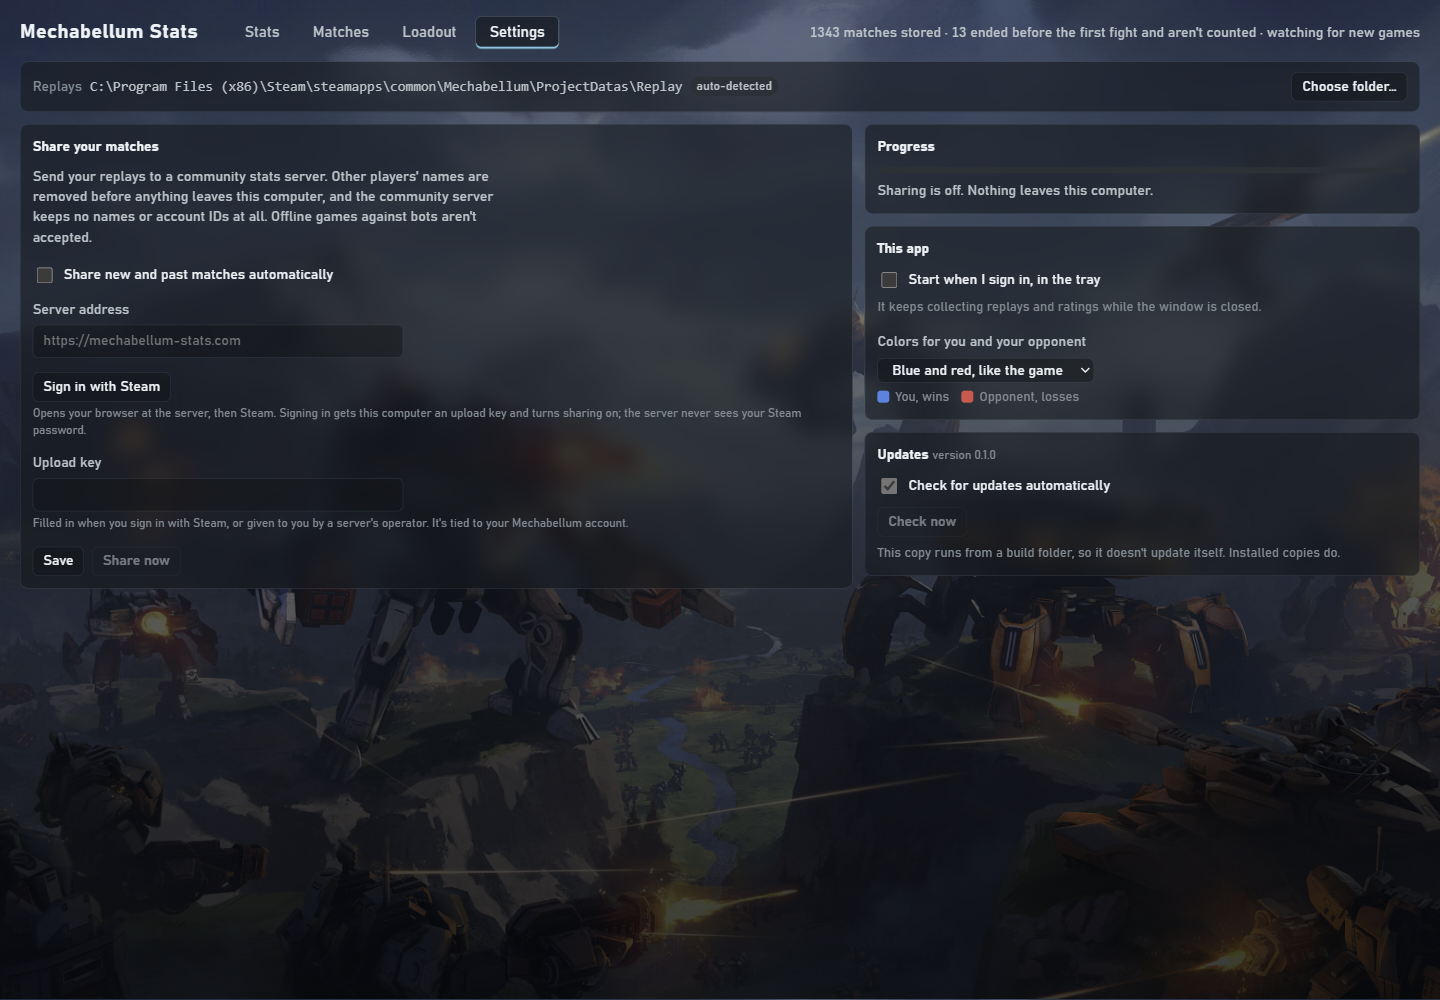 Mechabellum Stats
Stats
Matches
Loadout
Settings
1343 matches stored · 13 ended before the first fight and aren't counted · watching for new games
Replays C:\Program Files (x86)\Steam\steamapps\common\Mechabellum\ProjectDatas\Replay auto-detected
Choose folder…
Share your matches
Send your replays to a community stats server. Other players' names are
removed before anything leaves this computer, and the community server
keeps no names or account IDs at all. Offline games against bots aren't
accepted.
Share new and past matches automatically
Server address
https://mechabellum-stats.com
Sign in with Steam
Opens your browser at the server, then Steam. Signing in gets this computer an upload key and turns sharing on; the server never sees your Steam
password.
Upload key
Filled in when you sign in with Steam, or given to you by a server's operator. It's tied to your Mechabellum account.
Save
Share now
Progress
Sharing is off. Nothing leaves this computer.
This app
Start when I sign in, in the tray
It keeps collecting replays and ratings while the window is closed.
Colors for you and your opponent
Blue and red, like the game
You, wins
Opponent, losses
Updates version 0.1.0
Check for updates automatically
Check now
This copy runs from a build folder, so it doesn't update itself. Installed copies do.